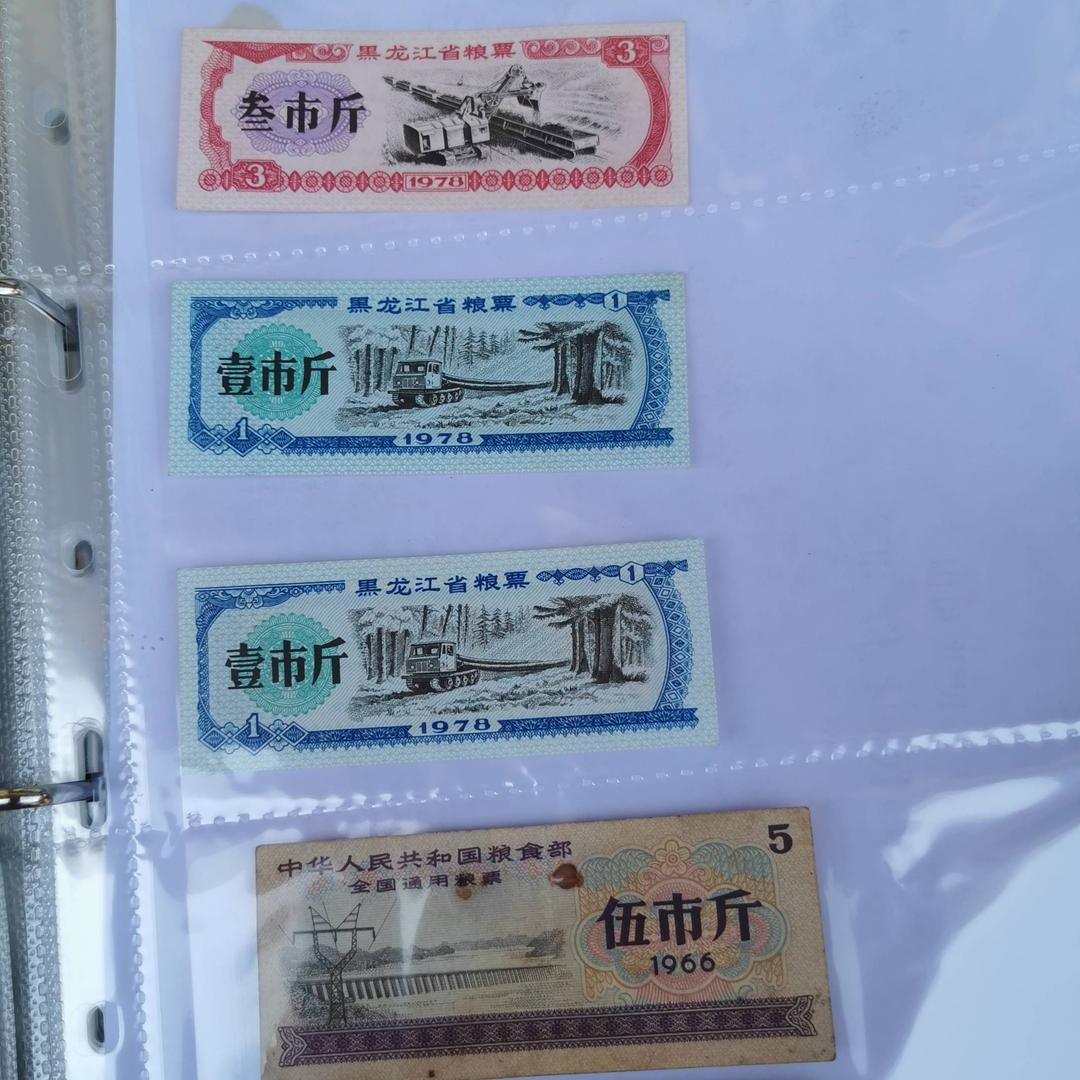 黑龙江省粮票
3
叁市斤
3
1978
黑龙江省粮票
1
壹市斤
1
1978
黑龙江省粮票
1
壹市斤
1
1978
中华人民共和国粮食部
5
全国通用粮票
伍市斤
1966